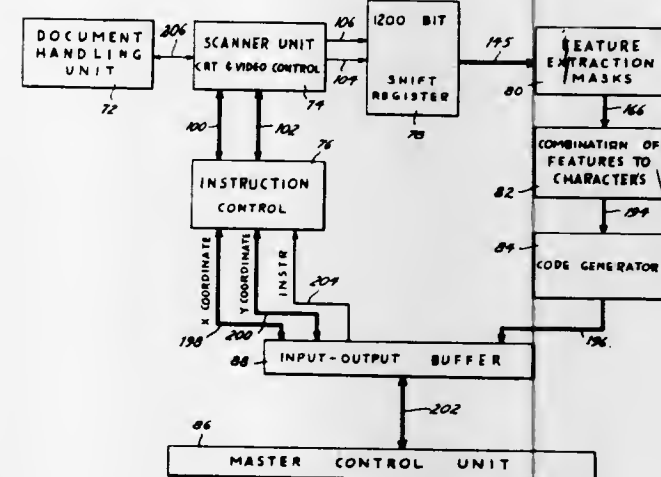 DOCUMENT
HANDLING
UNIT
72
206
SCANNER UNIT
CRT & VIDEO CONTROL
74
106
104
1200 BIT
SHIFT
REGISTER
78
145
FEATURE
EXTRACTION
MASKS
80
166
COMBINATION OF
FEATURES TO
CHARACTERS
82
194
84
CODE GENERATOR
196
100
102
76
INSTRUCTION
CONTROL
X COORDINATE
Y COORDINATE
INSTR
204
198
200
88
INPUT-OUTPUT BUFFER
202
86
MASTER CONTROL UNIT